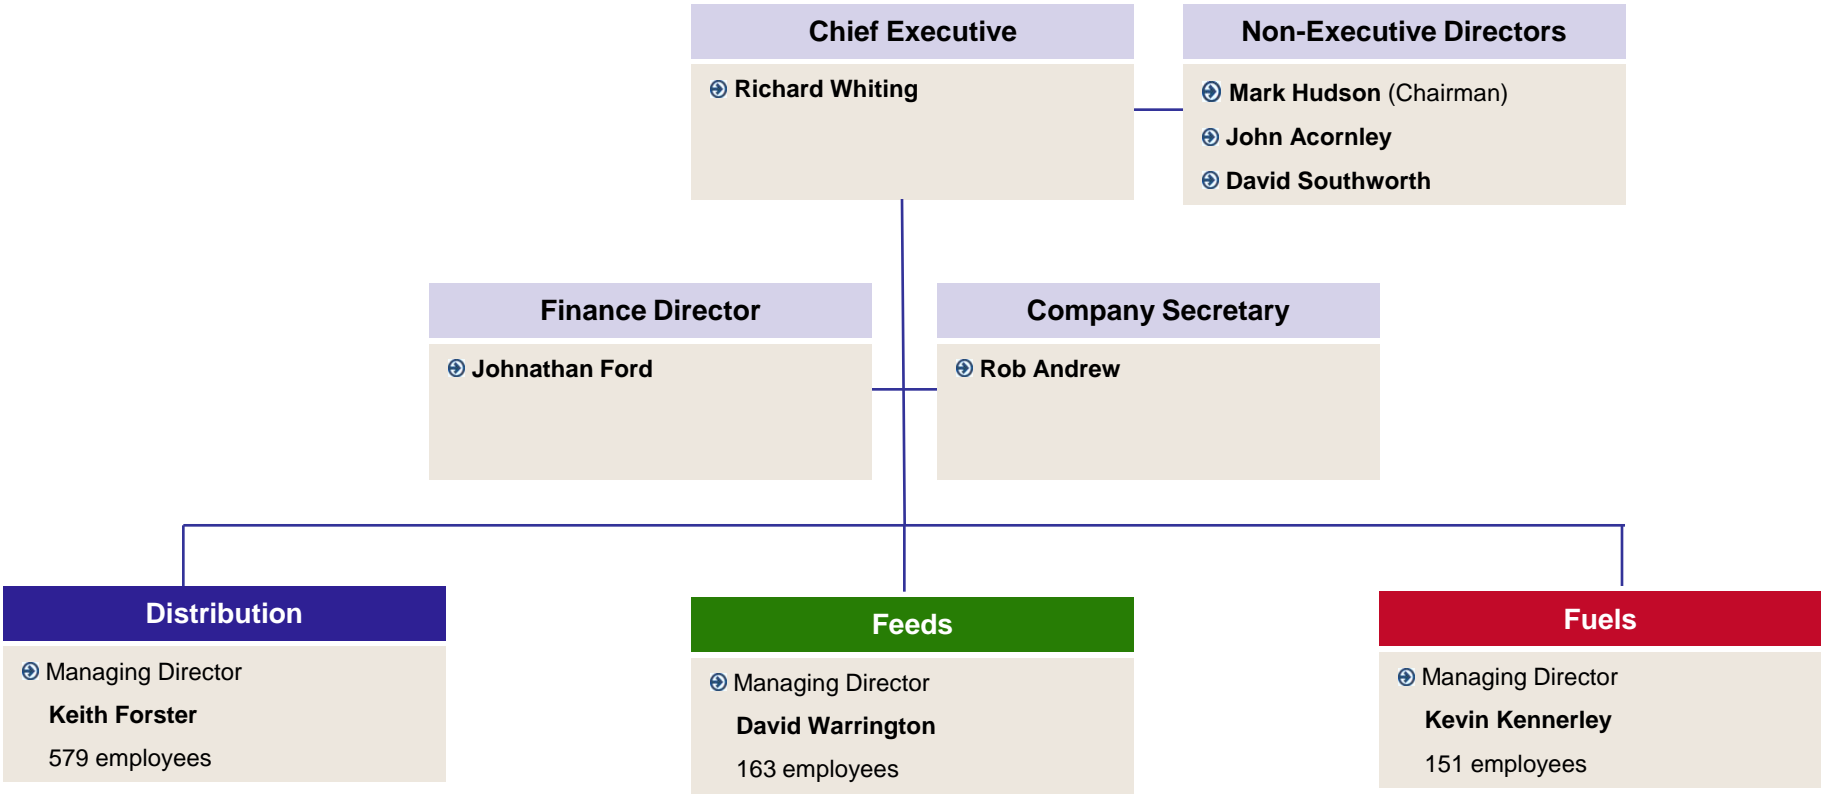 Chief Executive
Richard Whiting
Non-Executive Directors
Mark Hudson (Chairman)
John Acornley
David Southworth
Finance Director
Johnathan Ford
Company Secretary
Rob Andrew
Distribution
Managing Director
Keith Forster
579 employees
Feeds
Managing Director
David Warrington
163 employees
Fuels
Managing Director
Kevin Kennerley
151 employees